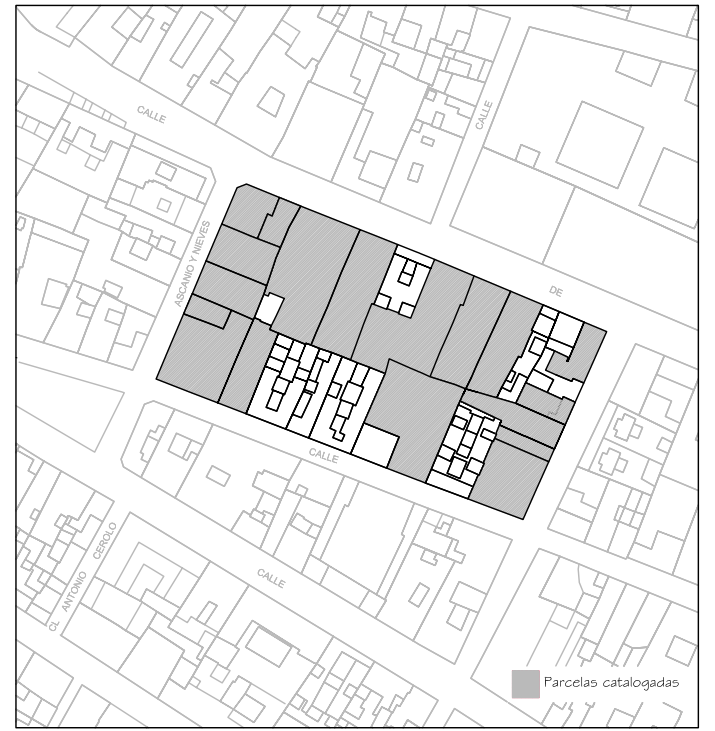 CALLE
CALLE
ASCANIO Y NIEVES
DE
CALLE
CEROLO
CALLE
ANTONIO
CL
Parcelas catalogadas